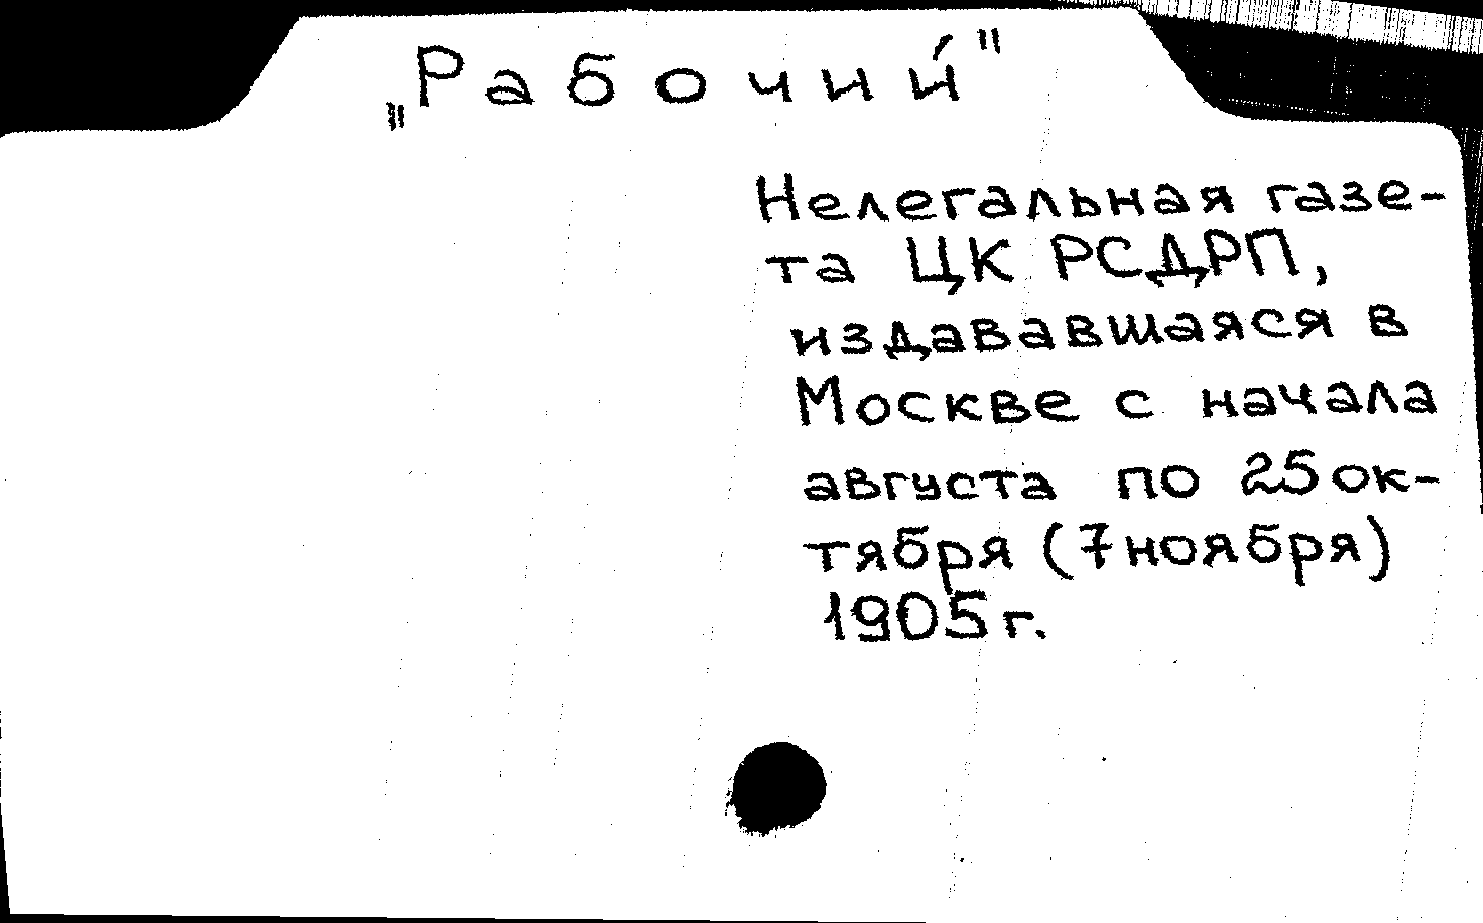 „Рабочий"
Нелегальная газе-
та ЦК РСДРП,
издававшаяся в
Москве с начала
августа по 25 ок-
тября (7 ноября)
1905 г.